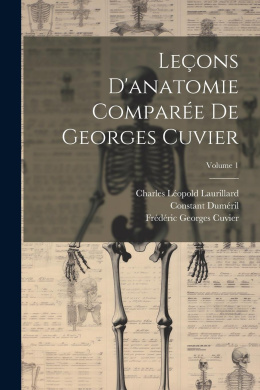 Leçons
D'anatomie
Comparée De
Georges Cuvier
Volume 1
Charles Léopold Laurillard
Constant Duméril
Frédéric Georges Cuvier